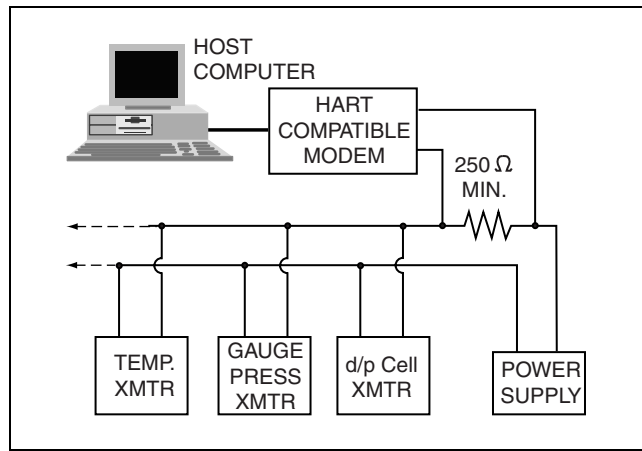 HOST
COMPUTER
HART
COMPATIBLE
MODEM
250 Ω
MIN.
TEMP.
XMTR
GAUGE
PRESS
XMTR
d/p Cell
XMTR
POWER
SUPPLY